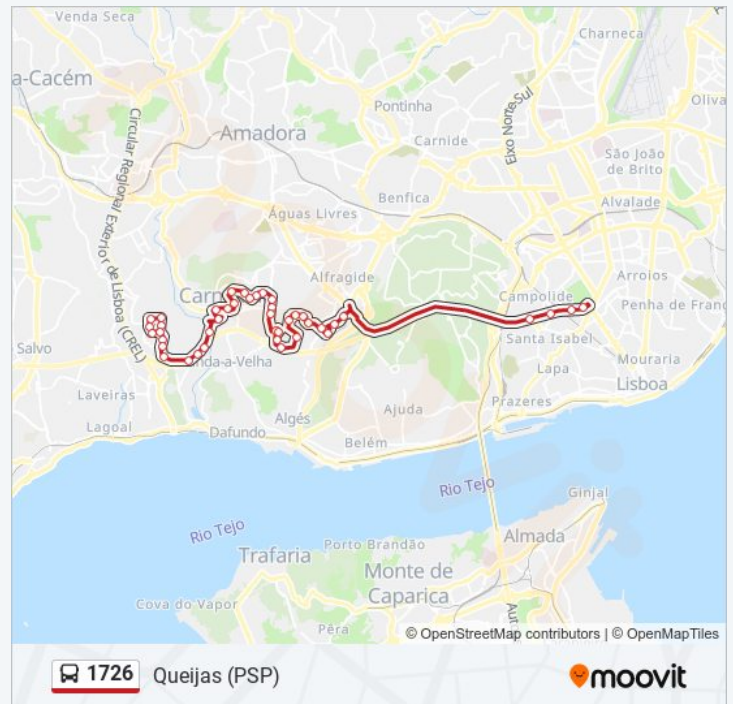 Venda Seca
Charneca
a-Cacém
Pontinha
Exo Norte-Sul
Oliva
Amadora
Carnide
São João
de Brito
Circular Regional Exterior de Lisboa (CREL)
Benfica
Alvalade
Águas Livres
Alfragide
Arroios
Carn
Campolide
Penha de Franç
Salvo
Santa Isabel
nda-a-Velha
Lapa
Mouraria
Lisboa
Laveiras
Prazeres
Algés
Ajuda
Lagoal
Dafundo
Belém
Rio Tejo
Ginjal
Rio Tejo
Almada
Porto Brandão
Trafaria
Monte de
Caparica
Cova do Vapor
Pêra
© OpenStreetMap contributors | © OpenMapTiles
1726 Queijas (PSP)
moovit